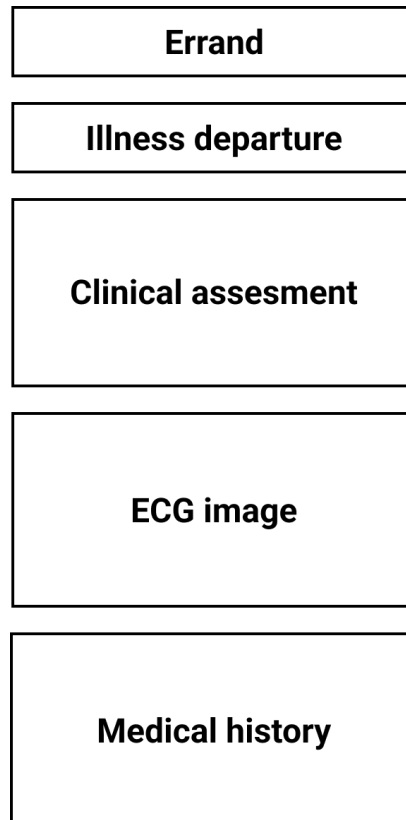 Errand
Illness departure
Clinical assesment
ECG image
Medical history